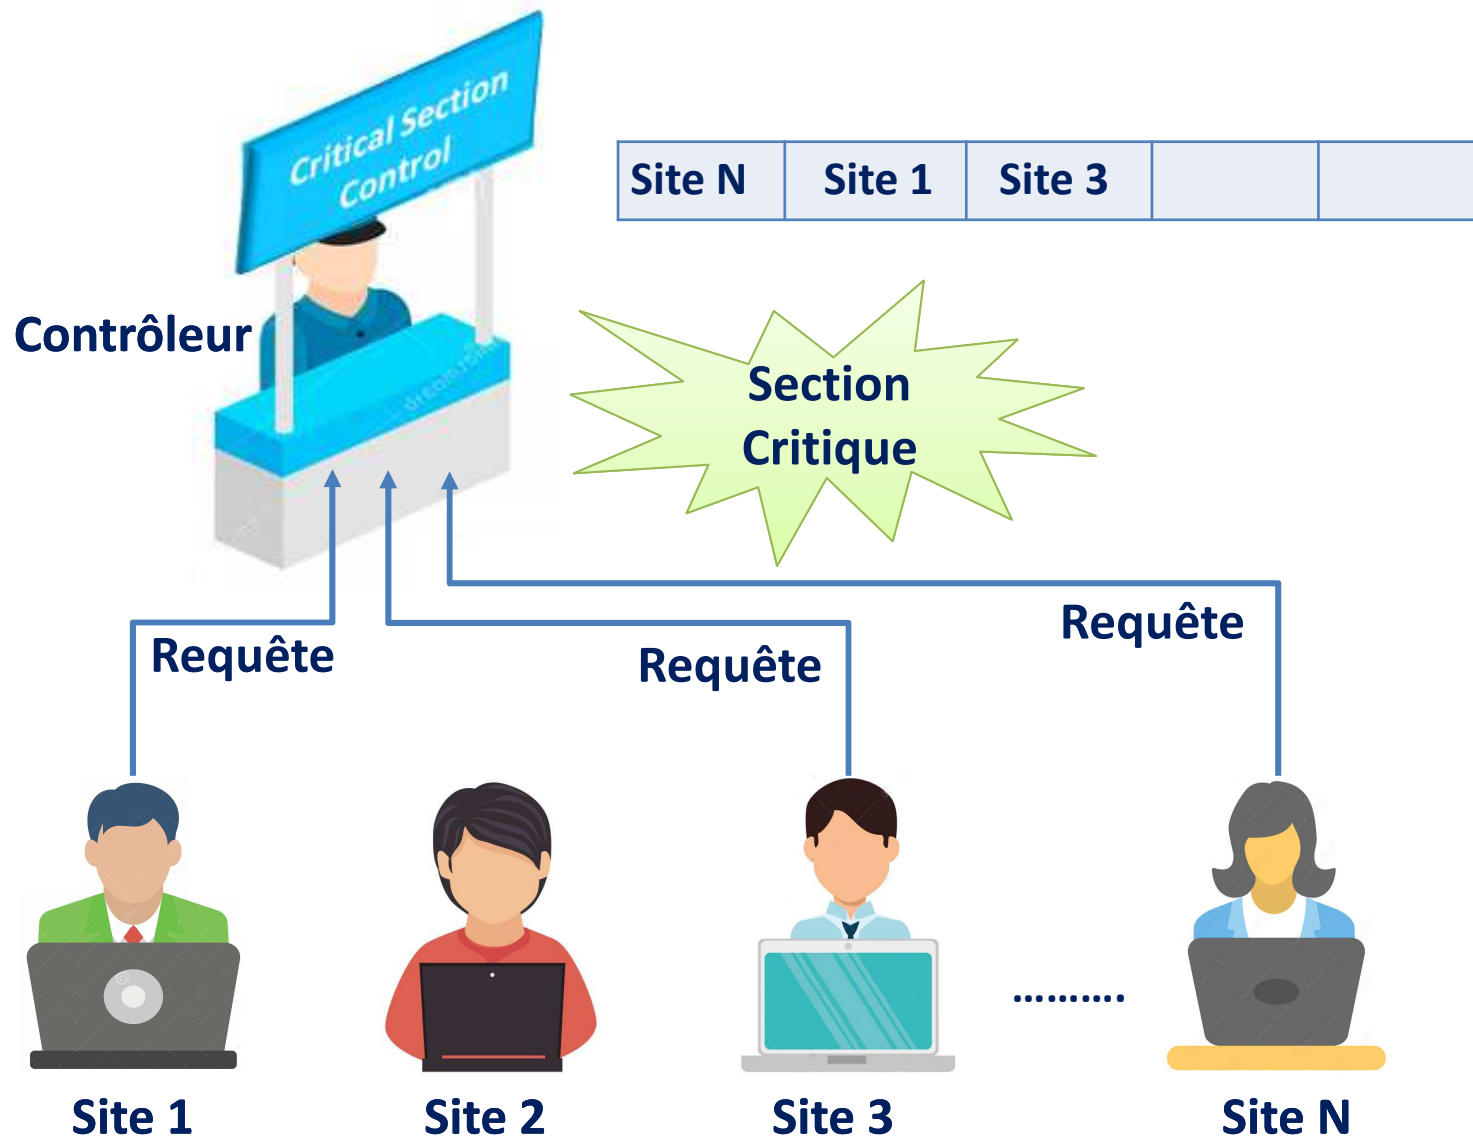 Critical Section
Control
Site N Site 1 Site 3
Contrôleur
Section
Critique
Requête
Requête
Requête
..........
Site 1 Site 2 Site 3 Site N